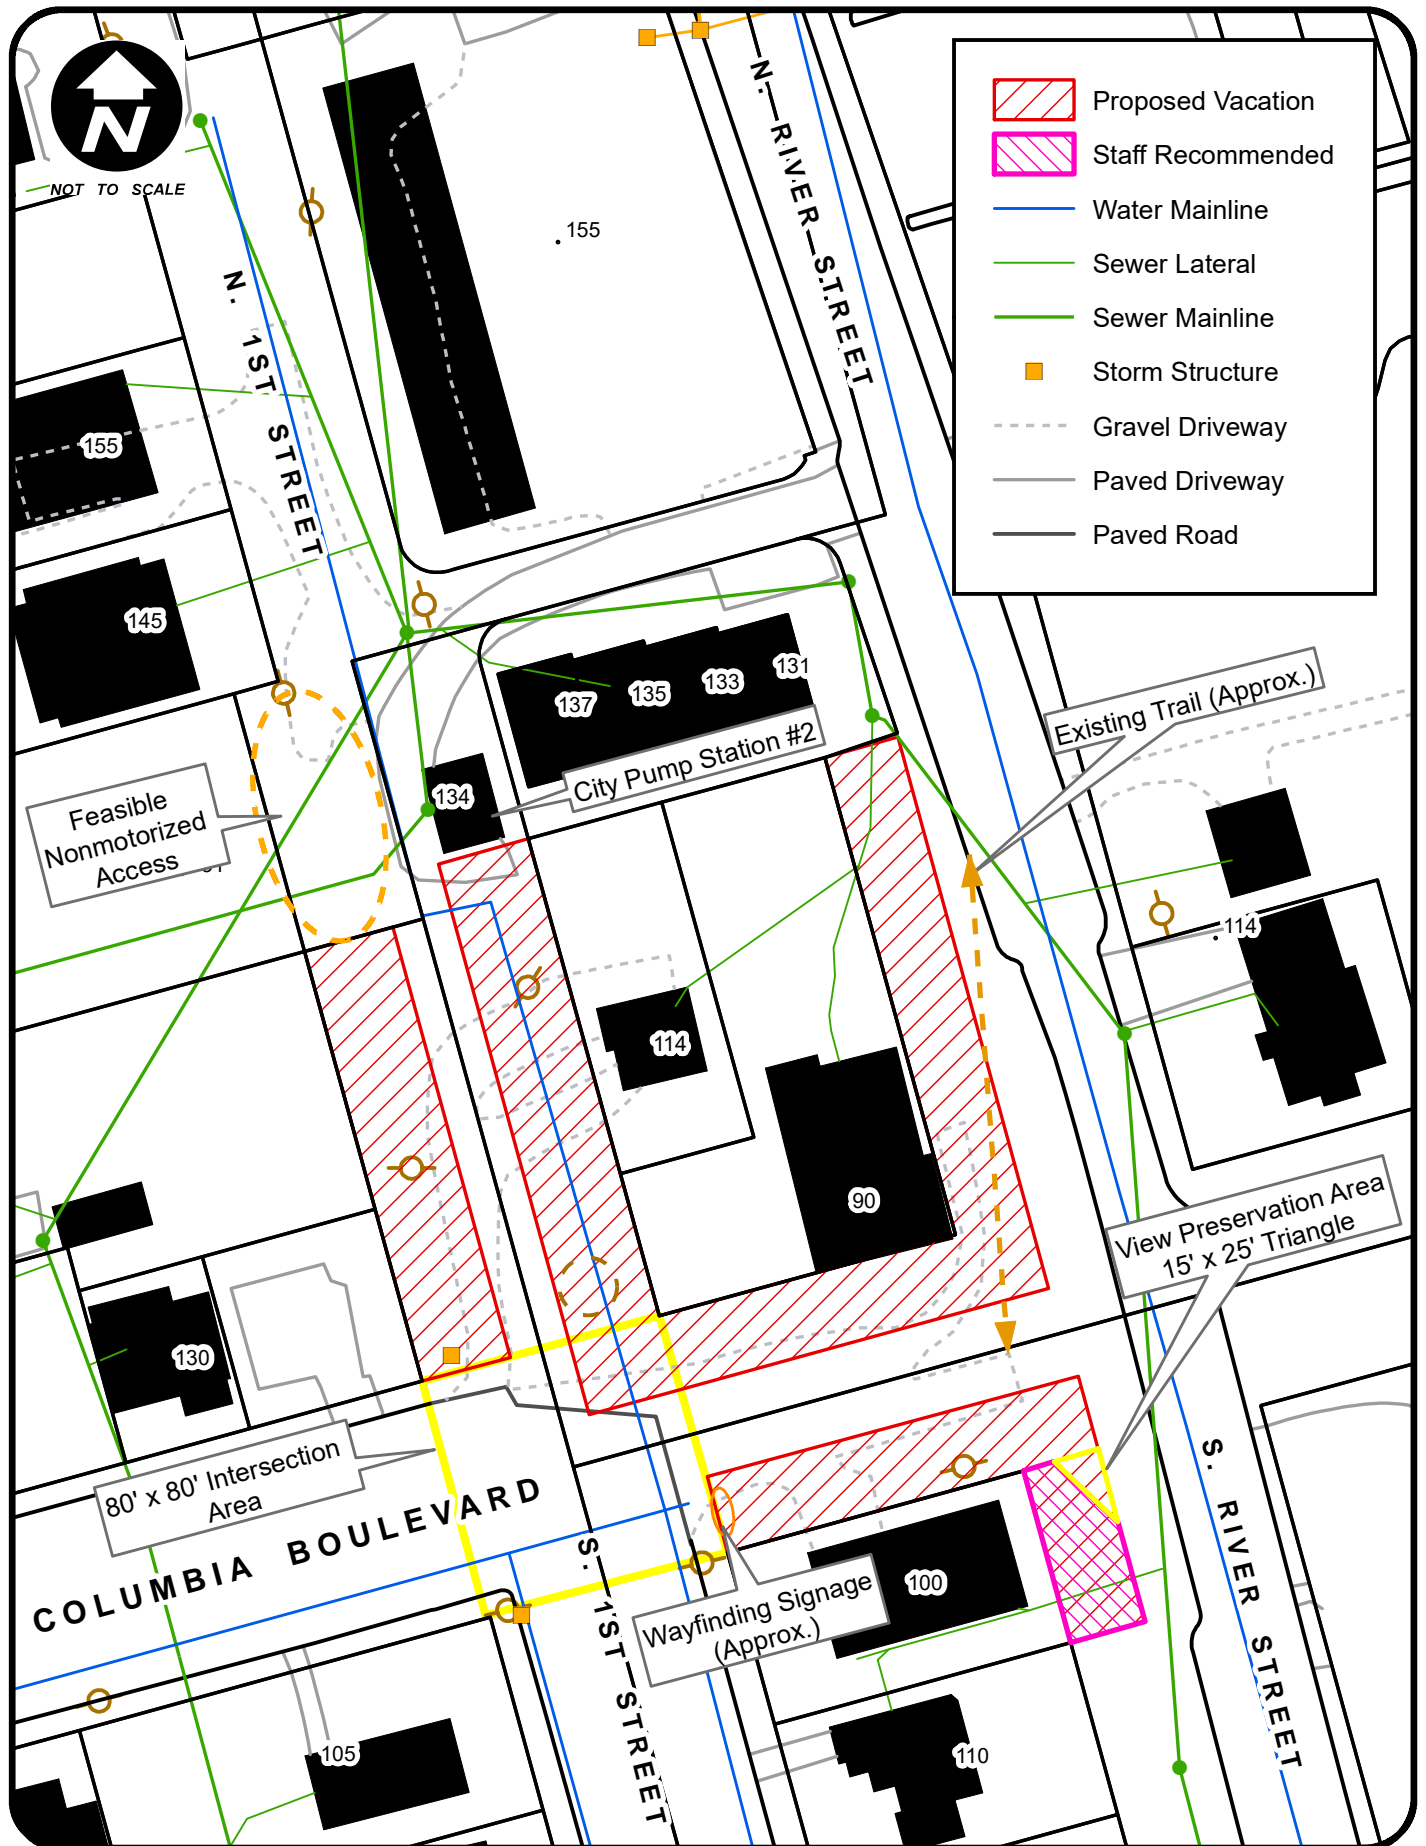 N
NOT TO SCALE
Proposed Vacation
Staff Recommended
Water Mainline
Sewer Lateral
Sewer Mainline
Storm Structure
Gravel Driveway
Paved Driveway
Paved Road
N. RIVER STREET
155
N. 1ST STREET
155
145
131
133
135
137
Existing Trail (Approx.)
City Pump Station #2
134
Feasible
Nonmotorized
Access
114
114
90
View Preservation Area
15' x 25' Triangle
130
80' x 80' Intersection
Area
COLUMBIA BOULEVARD
S. 1ST STREET
S. RIVER STREET
100
Wayfinding Signage
(Approx.)
105
110